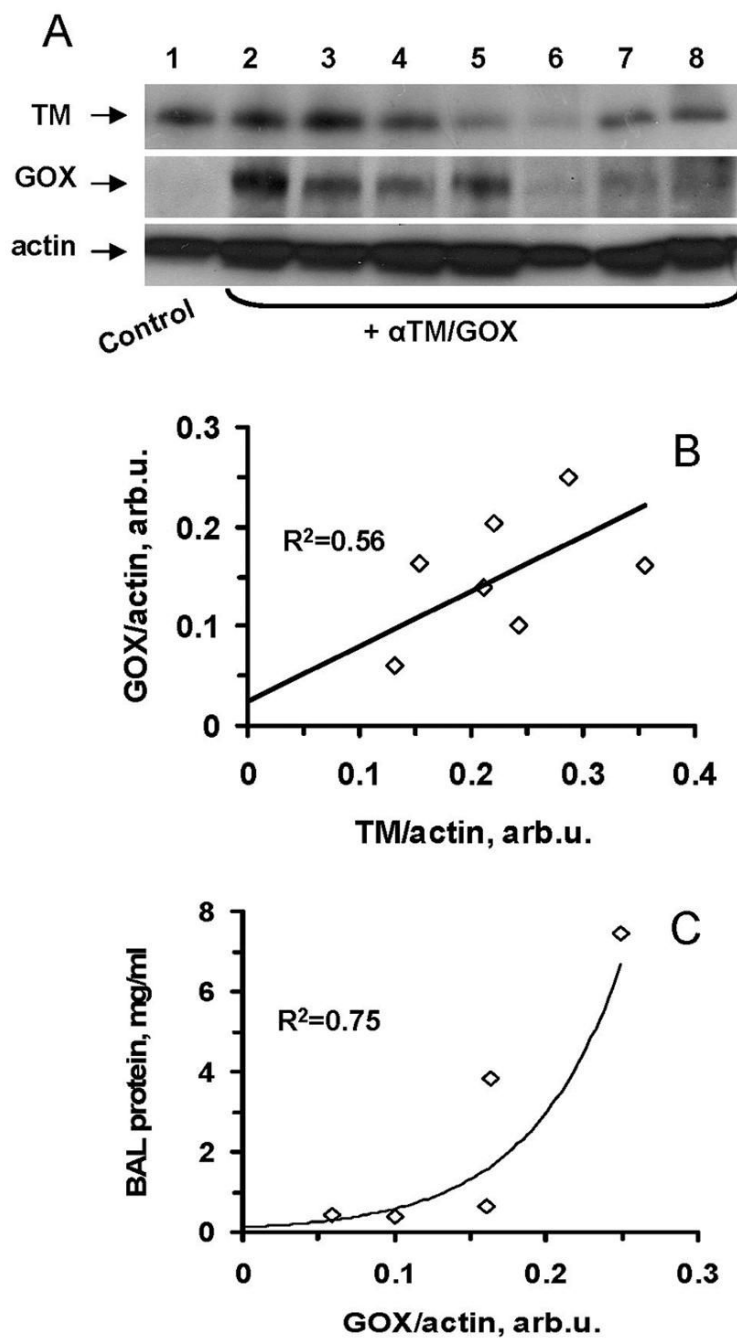 A
1 2 3 4 5 6 7 8
TM
GOX
actin
Control
+ αTM/GOX
B
0.3
0.2
0.1
0
GOX/actin, arb.u.
R²=0.56
0 0.1 0.2 0.3 0.4
TM/actin, arb.u.
C
8
6
4
2
0
BAL protein, mg/ml
R²=0.75
0 0.1 0.2 0.3
GOX/actin, arb.u.